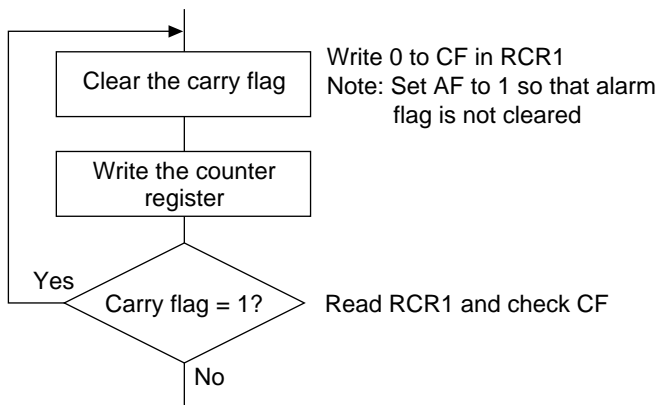 Clear the carry flag
Write 0 to CF in RCR1
Note: Set AF to 1 so that alarm
flag is not cleared
Write the counter
register
Yes
Carry flag = 1?
Read RCR1 and check CF
No